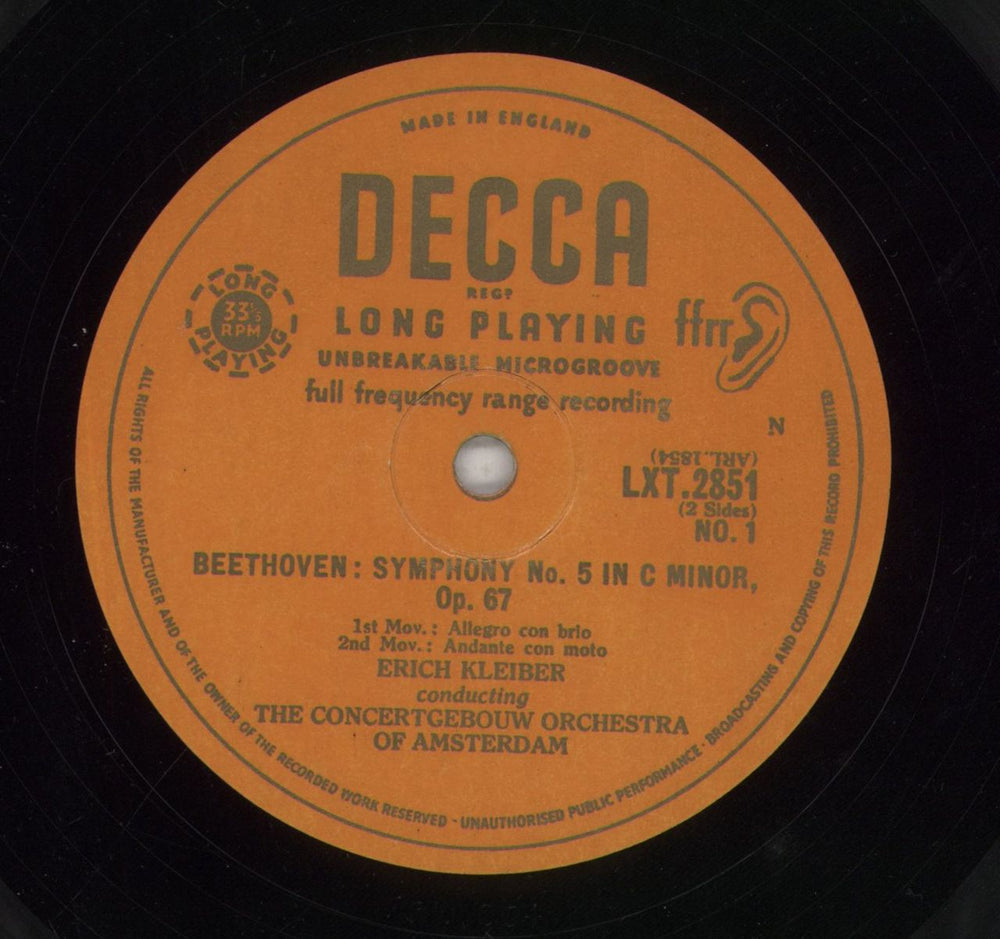 MADE IN ENGLAND
DECCA
REGD
LONG PLAYING
33⅓ RPM
LONG PLAYING
ffrr
UNBREAKABLE MICROGROOVE
full frequency range recording
N
(ARL.1854)
LXT.2851
(2 Sides)
NO. 1
BEETHOVEN: SYMPHONY No. 5 IN C MINOR,
Op. 67
1st Mov.: Allegro con brio
2nd Mov.: Andante con moto
ERICH KLEIBER
conducting
THE CONCERTGEBOUW ORCHESTRA
OF AMSTERDAM
ALL RIGHTS OF THE MANUFACTURER AND OF THE OWNER OF THE RECORDED WORK RESERVED - UNAUTHORISED PUBLIC PERFORMANCE · BROADCASTING AND COPYING OF THIS RECORD PROHIBITED